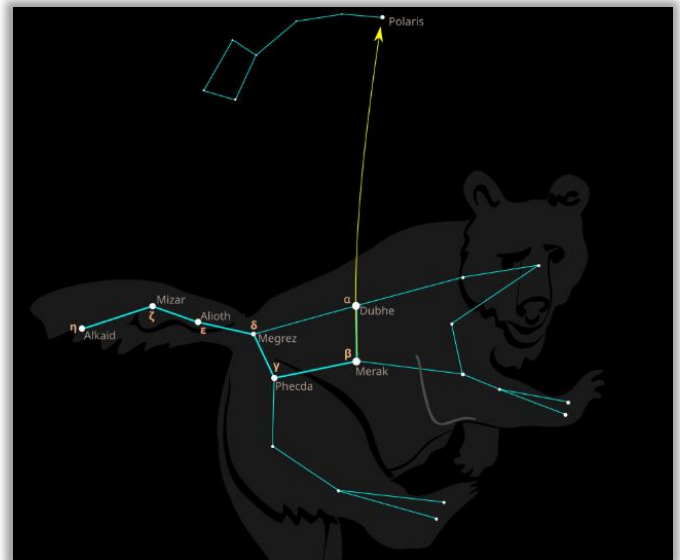 Polaris
α
Dubhe
Mizar
ζ
Alioth
ε
δ
Megrez
η
Alkaid
β
Merak
γ
Phecda